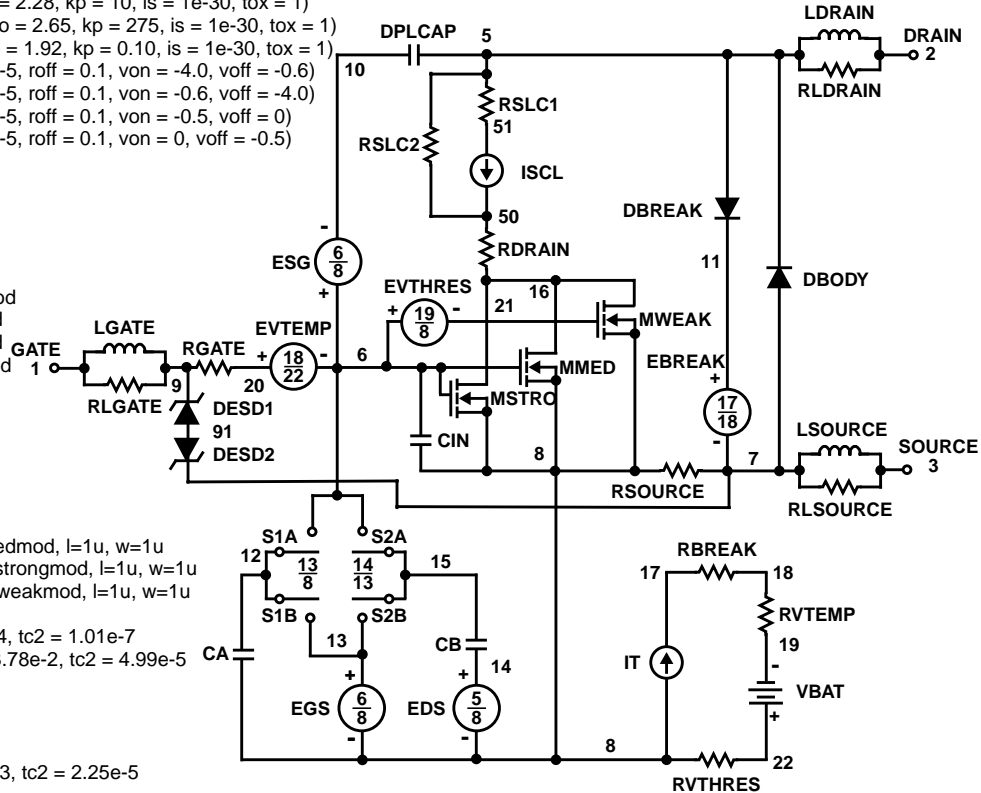 = 2.28, kp = 10, is = 1e-30, tox = 1)
o = 2.65, kp = 275, is = 1e-30, tox = 1)
= 1.92, kp = 0.10, is = 1e-30, tox = 1)
-5, roff = 0.1, von = -4.0, voff = -0.6)
-5, roff = 0.1, von = -0.6, voff = -4.0)
-5, roff = 0.1, von = -0.5, voff = 0)
-5, roff = 0.1, von = 0, voff = -0.5)
LDRAIN
DPLCAP
5
DRAIN
2
10
RLDRAIN
RSLC1
51
RSLC2
ISCL
50
DBREAK
RDRAIN
-
ESG
6
8
+
11
DBODY
EVTHRES
+
19
8
-
21
16
MWEAK
od
d
LGATE
EVTEMP
GATE
1
RGATE
+
18
22
-
6
EBREAK
+
MMED
9
20
RLGATE
DESD1
91
DESD2
MSTRO
17
18
-
CIN
LSOURCE
SOURCE
3
8
7
RSOURCE
RLSOURCE
edmod, l=1u, w=1u
strongmod, l=1u, w=1u
weakmod, l=1u, w=1u
S1A
S2A
12
13
8
14
13
15
RBREAK
17
18
S1B
S2B
RVTEMP
4, tc2 = 1.01e-7
.78e-2, tc2 = 4.99e-5
13
CA
CB
14
19
IT
-
VBAT
+
+
+
EGS
6
8
EDS
5
8
-
-
8
22
RVTHRES
3, tc2 = 2.25e-5